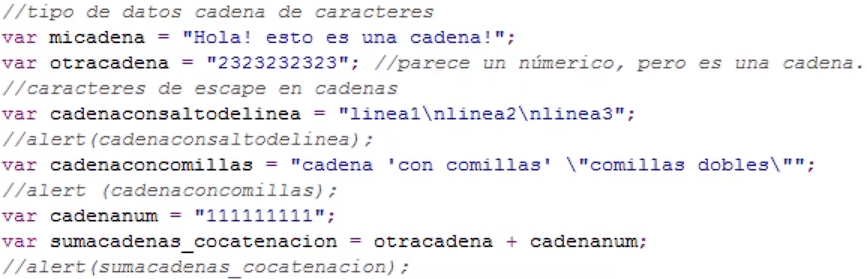 //tipo de datos cadena de caracteres
var micadena = "Hola! esto es una cadena!";
var otracadena = "2323232323"; //parece un númerico, pero es una cadena.
//caracteres de escape en cadenas
var cadenaconsaltodelinea = "linea1\nlinea2\nlinea3";
//alert(cadenaconsaltodelinea);
var cadenaconcomillas = "cadena 'con comillas' \"comillas dobles\"";
//alert (cadenaconcomillas);
var cadenanum = "111111111";
var sumacadenas_cocatenacion = otracadena + cadenanum;
//alert(sumacadenas_cocatenacion);